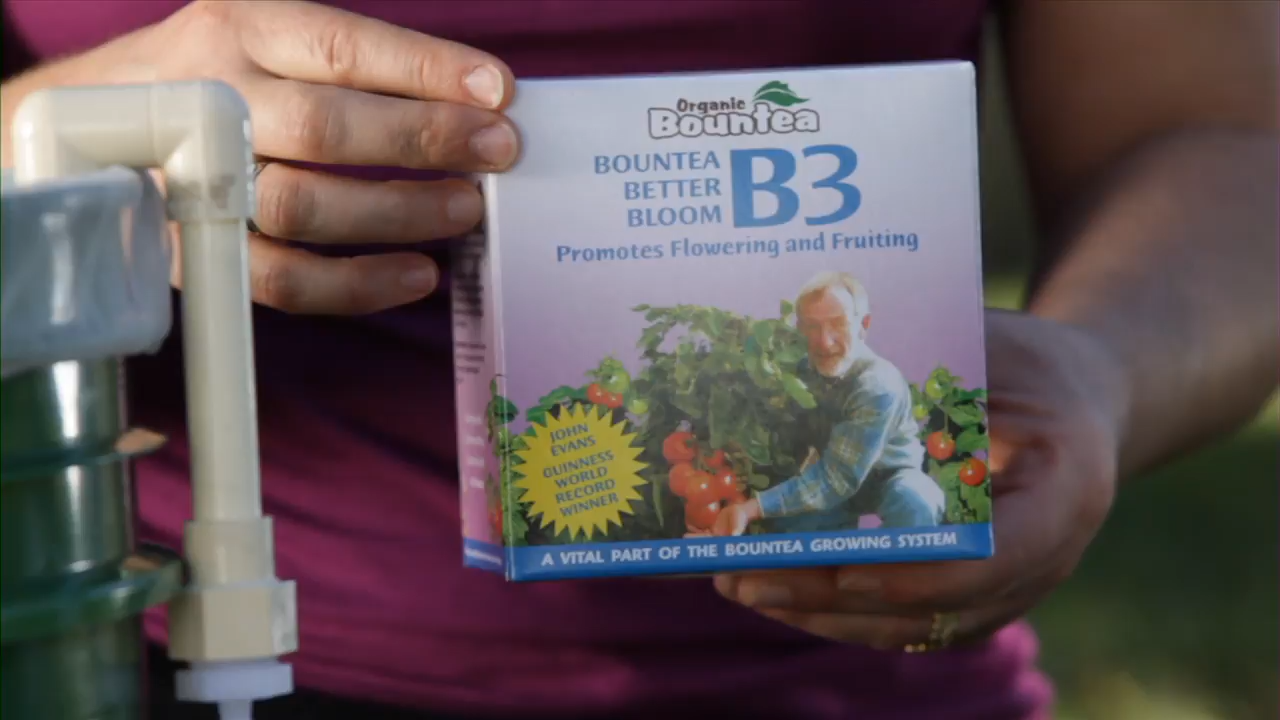 Organic
Bountea
BOUNTEA
BETTER
BLOOM
B3
Promotes Flowering and Fruiting
JOHN
EVANS
GUINNESS
WORLD
RECORD
WINNER
A VITAL PART OF THE BOUNTEA GROWING SYSTEM